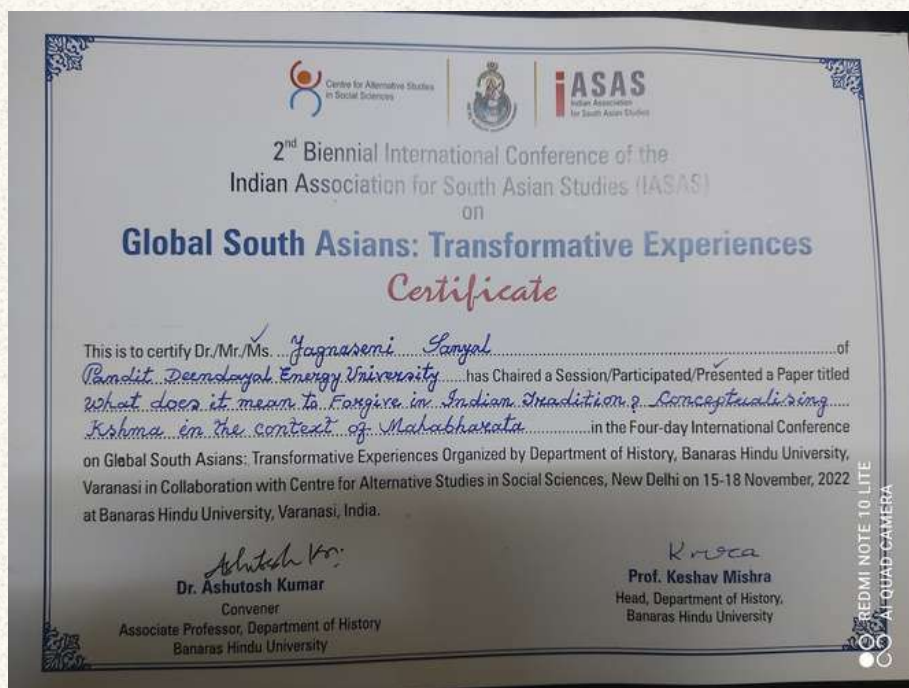 Centre for Alternative Studies
in Social Sciences
iASAS
Indian Association
for South Asian Studies
2nd Biennial International Conference of the
Indian Association for South Asian Studies (IASAS)
on
Global South Asians: Transformative Experiences
Certificate
This is to certify Dr./Mr./Ms. Jagnaseni Sanyal of
Pandit Deendayal Energy University has Chaired a Session/Participated/Presented a Paper titled
What does it mean to Forgive in Indian Tradition? Conceptualising
Kshma in the context of Mahabharata in the Four-day International Conference
on Global South Asians: Transformative Experiences Organized by Department of History, Banaras Hindu University,
Varanasi in Collaboration with Centre for Alternative Studies in Social Sciences, New Delhi on 15-18 November, 2022
at Banaras Hindu University, Varanasi, India.
Ashutosh Kr.
Dr. Ashutosh Kumar
Convener
Associate Professor, Department of History
Banaras Hindu University
Prof. Keshav Mishra
Head, Department of History,
Banaras Hindu University
REDMI NOTE 10 LITE
AI QUAD CAMERA